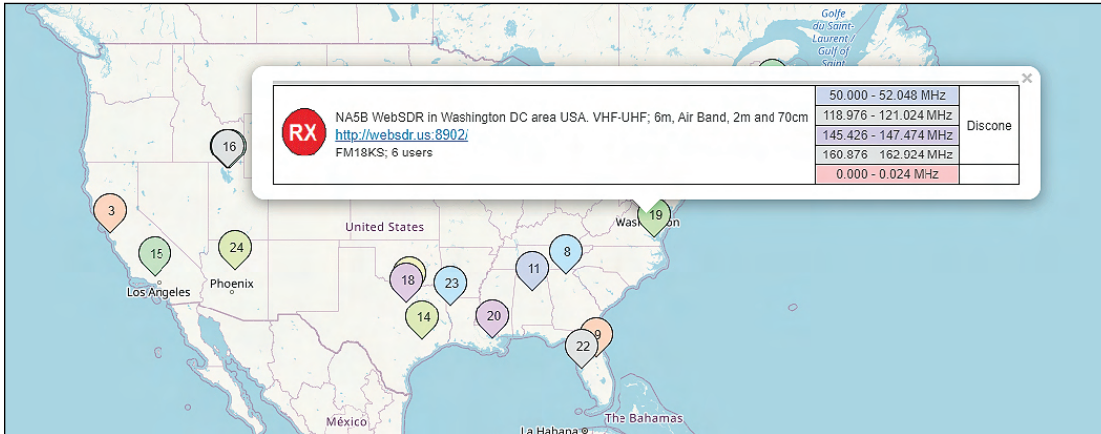 Golfe
du Saint-
Laurent /
Gulf of
Saint
×
RX
NA5B WebSDR in Washington DC area USA. VHF-UHF; 6m, Air Band, 2m and 70cm
http://websdr.us:8902/
FM18KS; 6 users
50.000 - 52.048 MHz
118.976 - 121.024 MHz
145.426 - 147.474 MHz
160.876 - 162.924 MHz
0.000 - 0.024 MHz
Discone
16
3
United States
19
15
24
8
11
18
23
Los Angeles
Phoenix
14
20
9
22
México
The Bahamas
La Habana